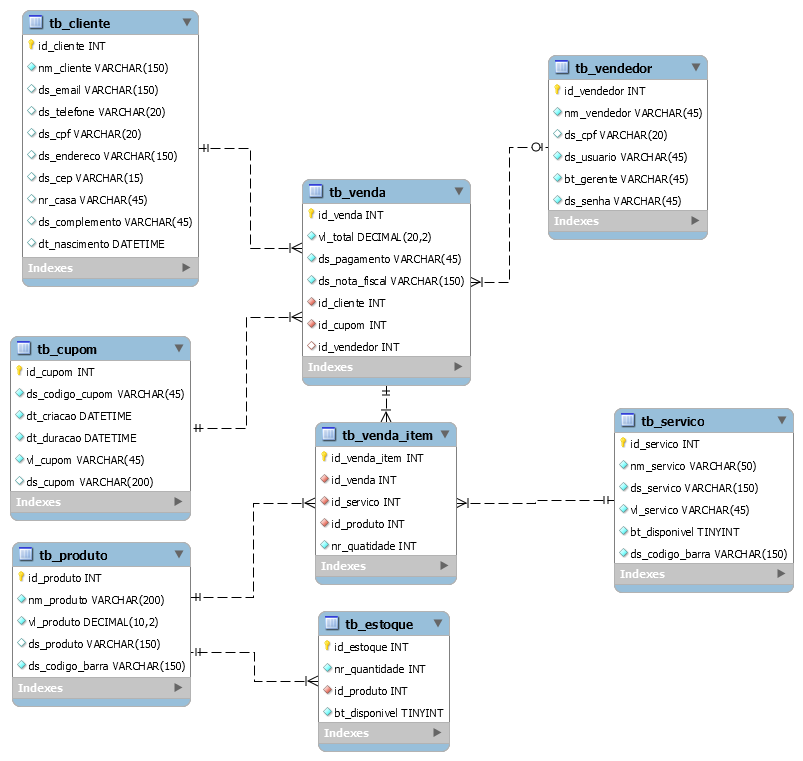 tb_cliente
id_cliente INT
nm_cliente VARCHAR(150)
ds_email VARCHAR(150)
ds_telefone VARCHAR(20)
ds_cpf VARCHAR(20)
ds_endereco VARCHAR(150)
ds_cep VARCHAR(15)
nr_casa VARCHAR(45)
ds_complemento VARCHAR(45)
dt_nascimento DATETIME
Indexes
tb_vendedor
id_vendedor INT
nm_vendedor VARCHAR(45)
ds_cpf VARCHAR(20)
ds_usuario VARCHAR(45)
bt_gerente VARCHAR(45)
ds_senha VARCHAR(45)
Indexes
tb_venda
id_venda INT
vl_total DECIMAL(20,2)
ds_pagamento VARCHAR(45)
ds_nota_fiscal VARCHAR(150)
id_cliente INT
id_cupom INT
id_vendedor INT
Indexes
tb_cupom
id_cupom INT
ds_codigo_cupom VARCHAR(45)
dt_criacao DATETIME
dt_duracao DATETIME
vl_cupom VARCHAR(45)
ds_cupom VARCHAR(200)
Indexes
tb_venda_item
id_venda_item INT
id_venda INT
id_servico INT
id_produto INT
nr_quatidade INT
Indexes
tb_servico
id_servico INT
nm_servico VARCHAR(50)
ds_servico VARCHAR(150)
vl_servico VARCHAR(45)
bt_disponivel TINYINT
ds_codigo_barra VARCHAR(150)
Indexes
tb_produto
id_produto INT
nm_produto VARCHAR(200)
vl_produto DECIMAL(10,2)
ds_produto VARCHAR(150)
ds_codigo_barra VARCHAR(150)
Indexes
tb_estoque
id_estoque INT
nr_quantidade INT
id_produto INT
bt_disponivel TINYINT
Indexes